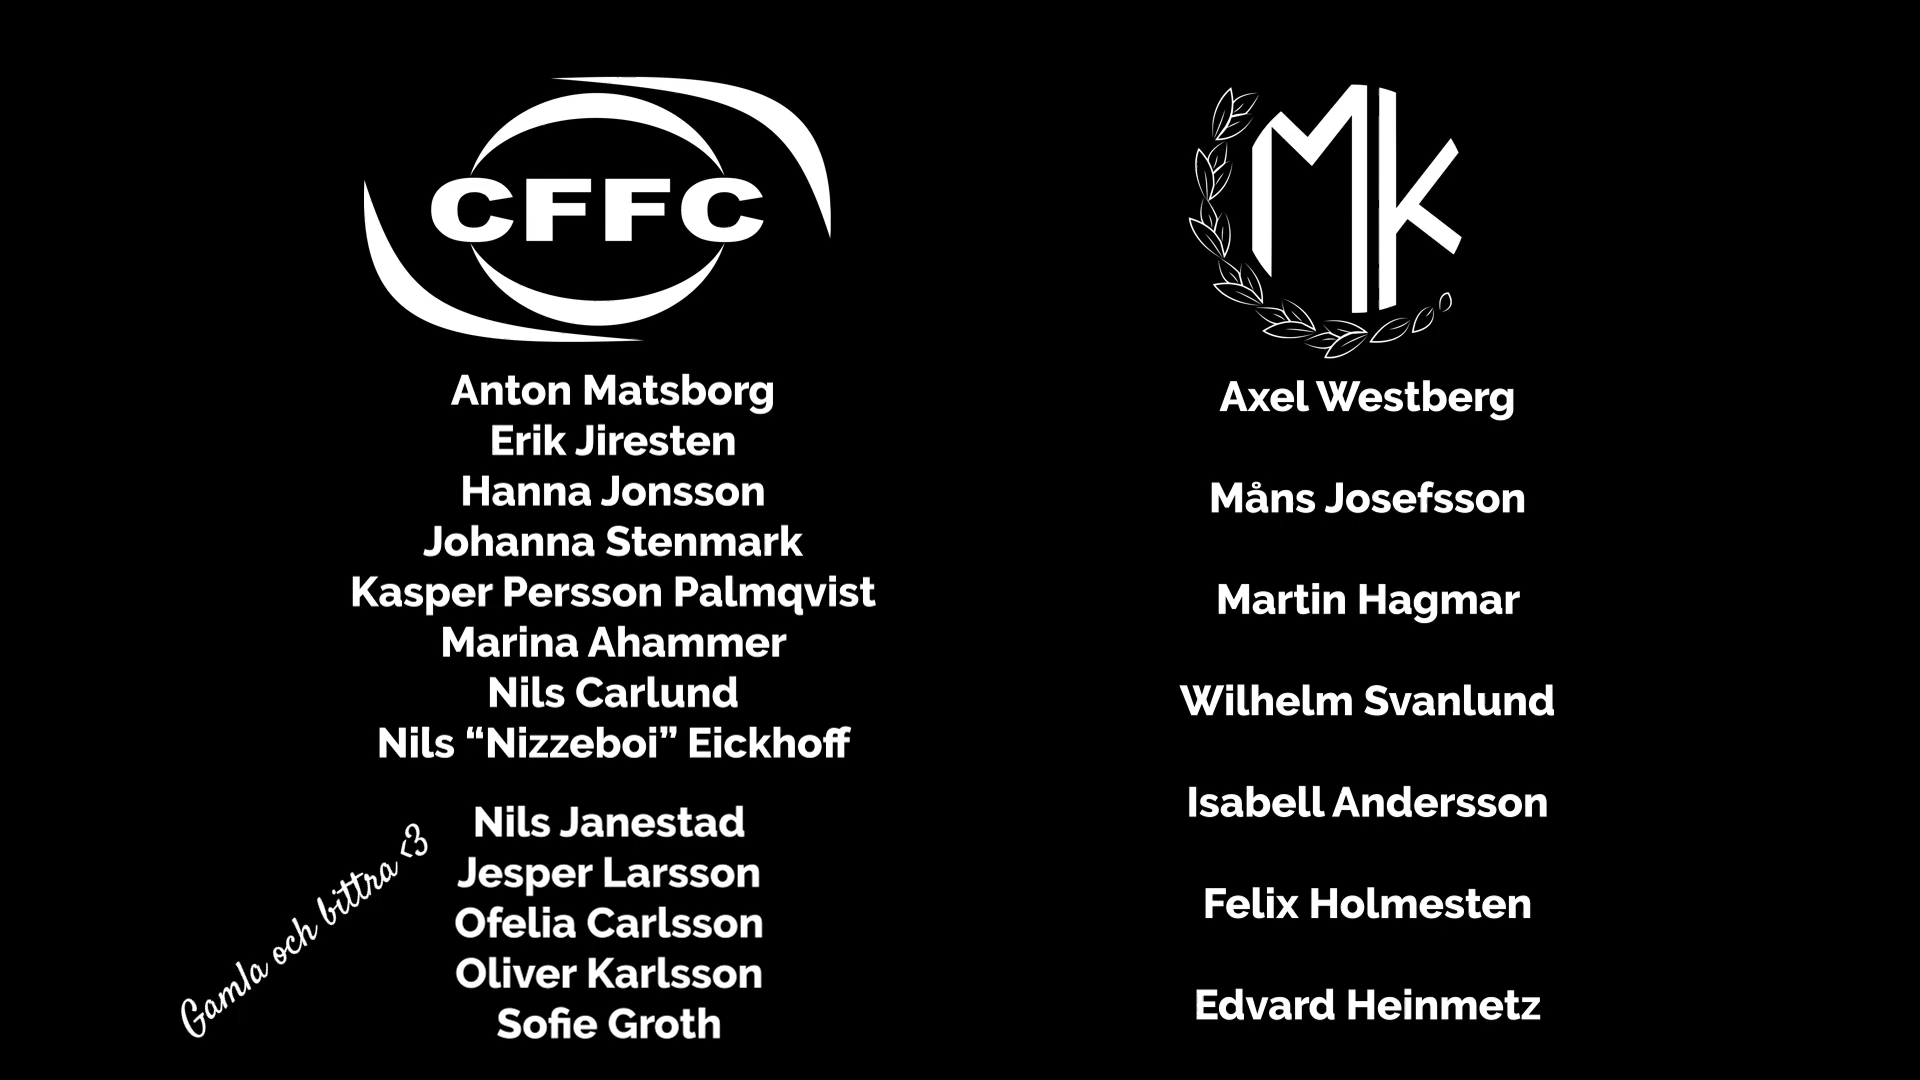 CFFC
Anton Matsborg
Erik Jiresten
Hanna Jonsson
Johanna Stenmark
Kasper Persson Palmqvist
Marina Ahammer
Nils Carlund
Nils “Nizzeboi” Eickhoff
Gamla och bittra <3
Nils Janestad
Jesper Larsson
Ofelia Carlsson
Oliver Karlsson
Sofie Groth
MK
Axel Westberg
Måns Josefsson
Martin Hagmar
Wilhelm Svanlund
Isabell Andersson
Felix Holmesten
Edvard Heinmetz